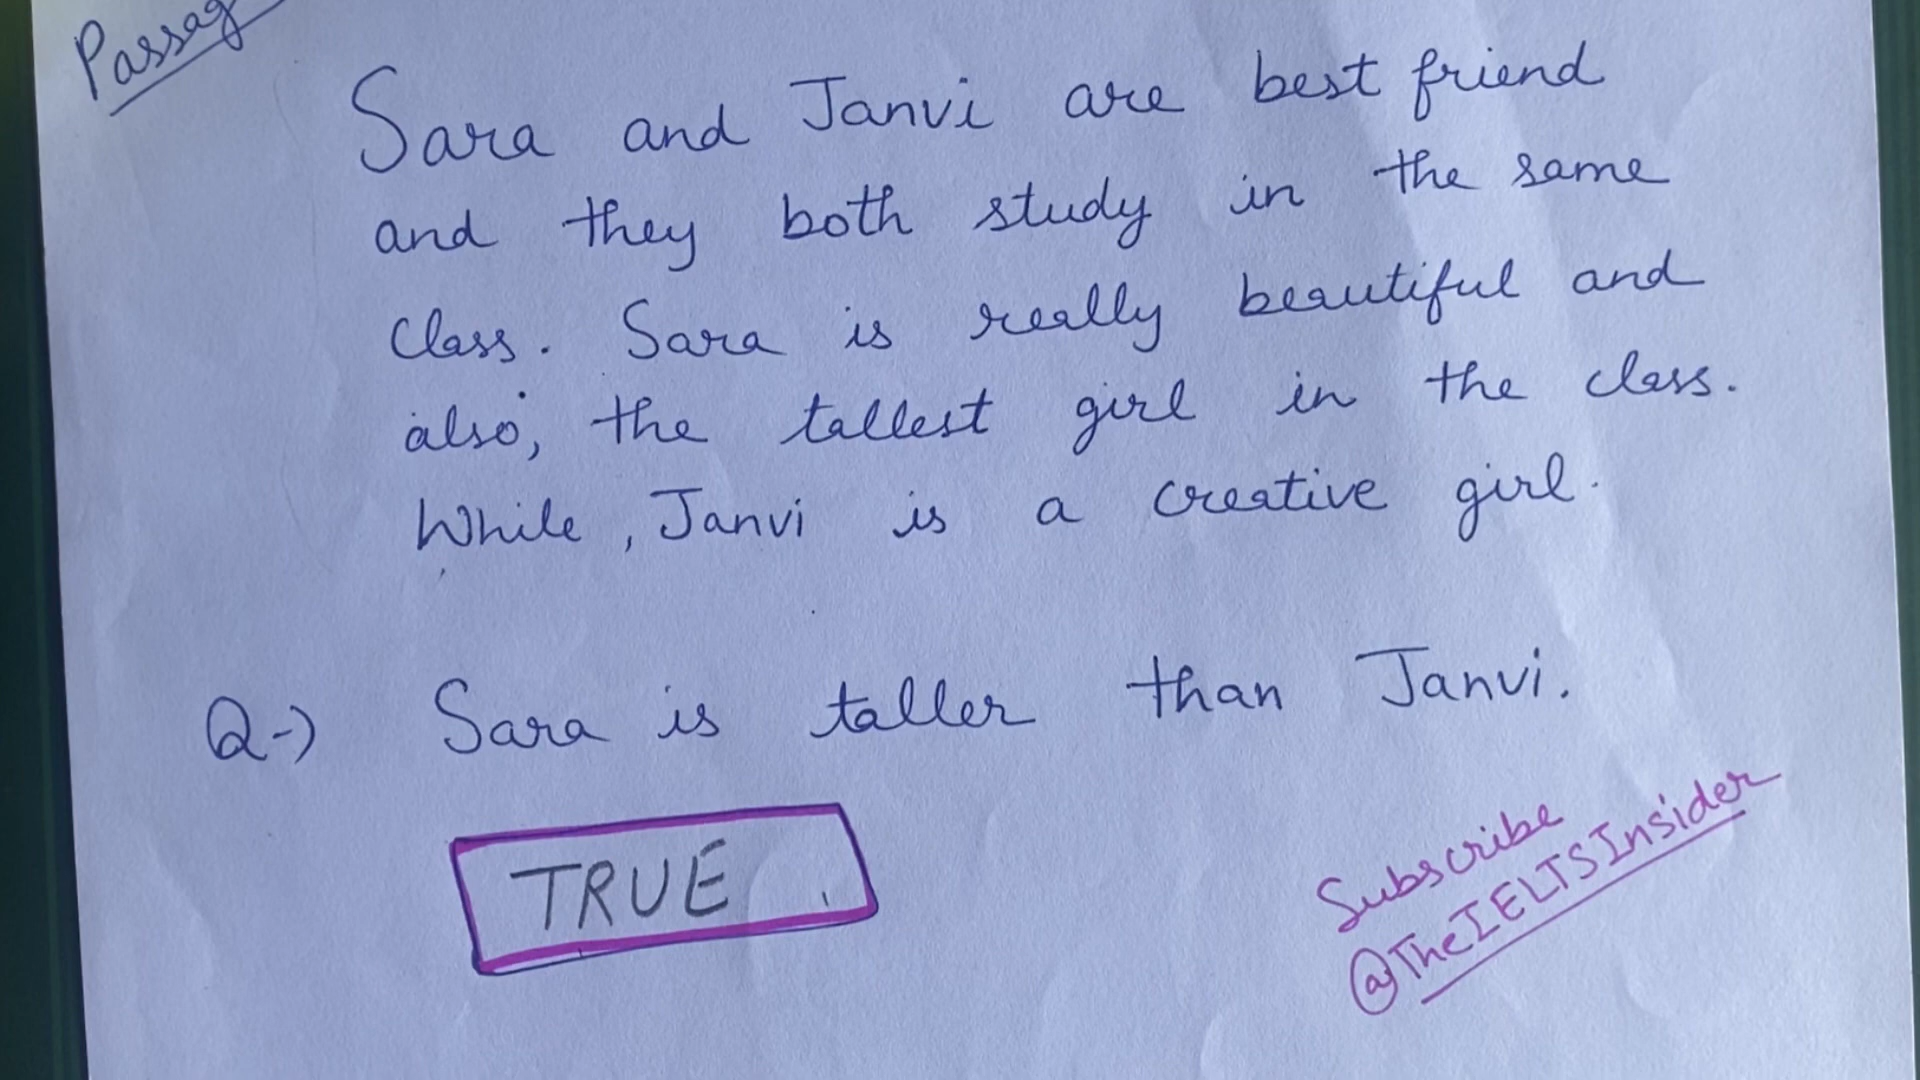 Passag
Sara and Janvi are best friend
and they both study in the same
class. Sara is really beautiful and
also, the tallest girl in the class.
While, Janvi is a creative girl.
Q-) Sara is taller than Janvi.
TRUE
Subscribe
@TheIELTSInsider